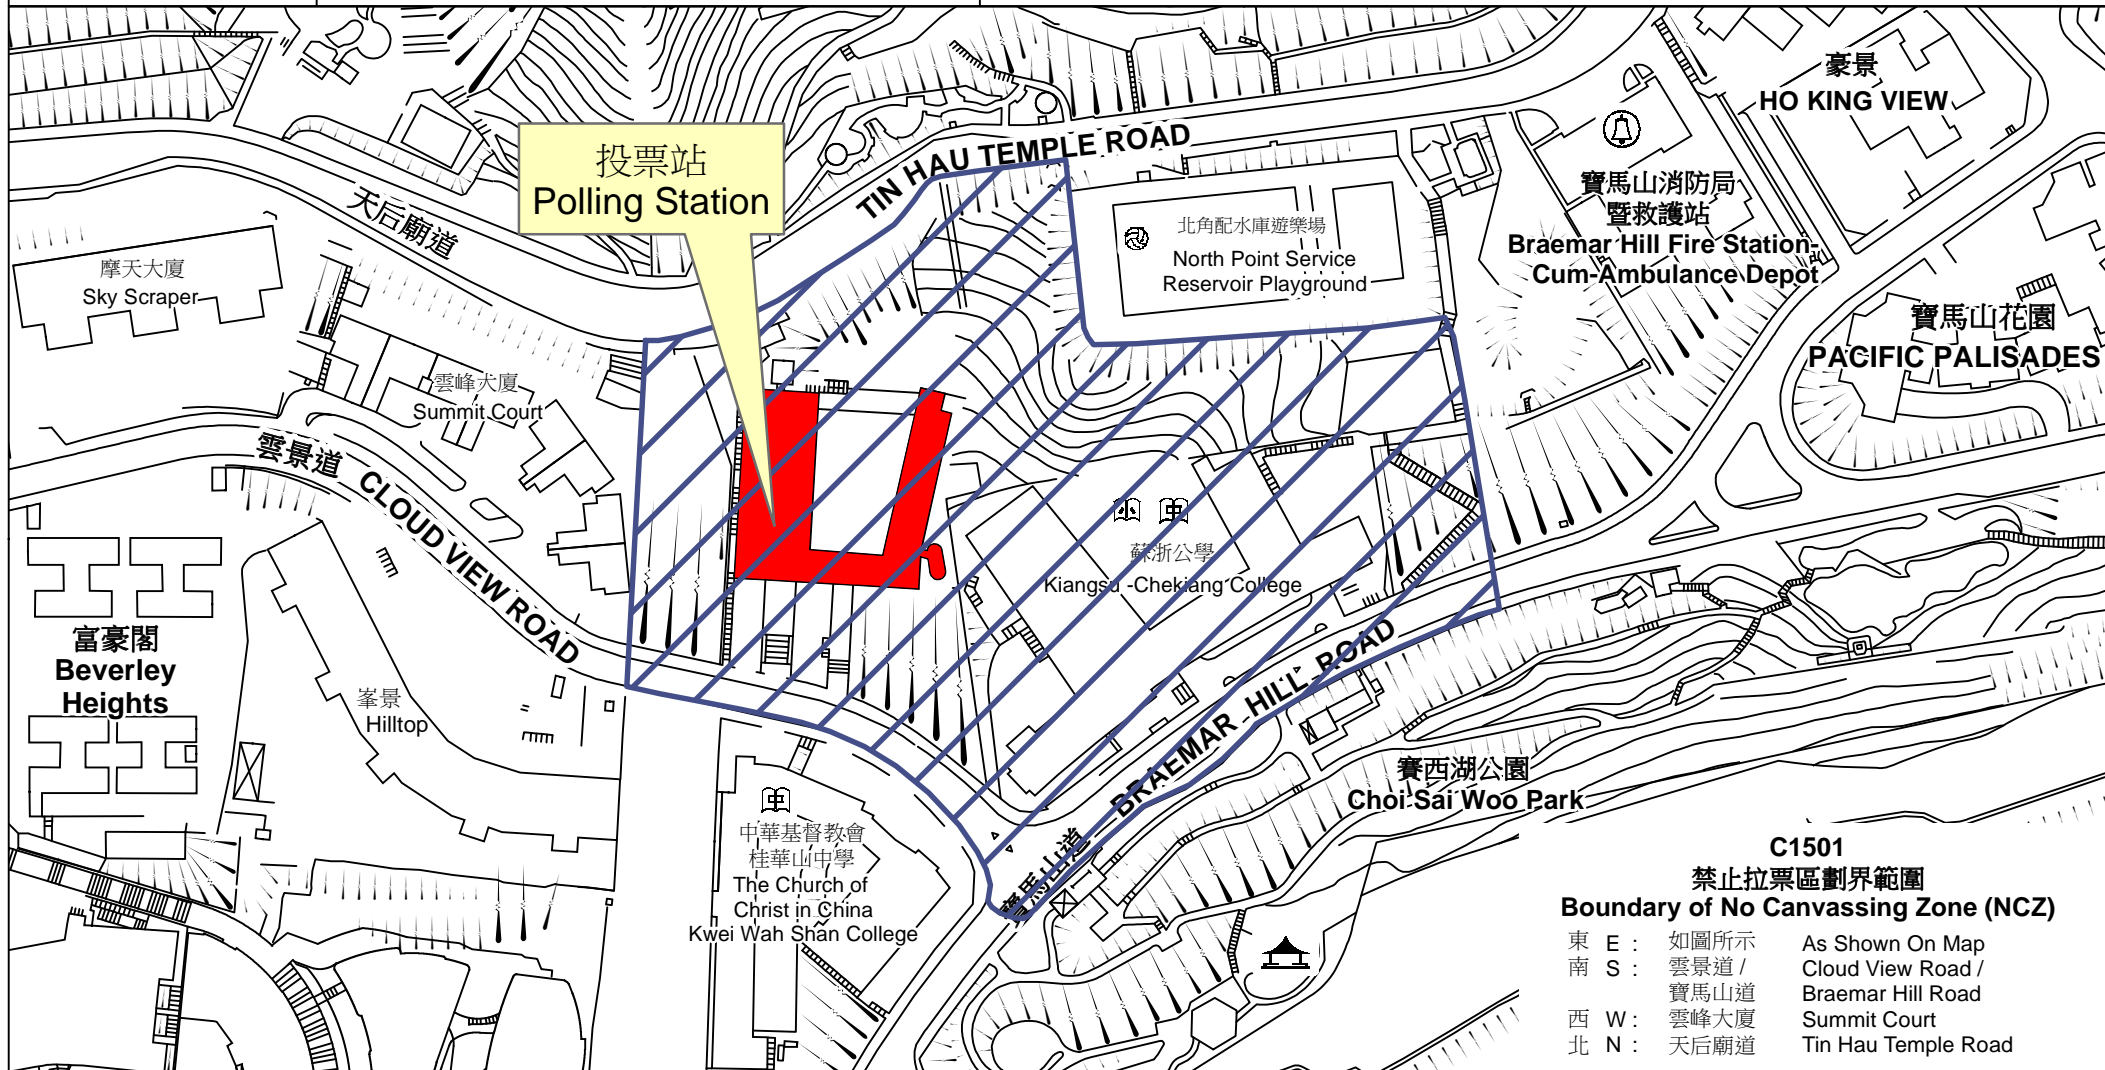 豪景
HO KING VIEW
投票站
Polling Station
TIN HAU TEMPLE ROAD
天后廟道
北角配水庫遊樂場
North Point Service
Reservoir Playground
寶馬山消防局
暨救護站
Braemar Hill Fire Station-
Cum-Ambulance Depot
摩天大廈
Sky Scraper
寶馬山花園
PACIFIC PALISADES
雲峰大廈
Summit Court
雲景道 CLOUD VIEW ROAD
小 中
蘇浙公學
Kiangsu -Chekiang College
富豪閣
Beverley
Heights
峯景
Hilltop
寶馬山道 BRAEMAR HILL ROAD
賽西湖公園
Choi Sai Woo Park
中
中華基督教會
桂華山中學
The Church of
Christ in China
Kwei Wah Shan College
C1501
禁止拉票區劃界範圍
Boundary of No Canvassing Zone (NCZ)
東 E : 如圖所示 As Shown On Map
南 S : 雲景道 / Cloud View Road /
寶馬山道 Braemar Hill Road
西 W : 雲峰大廈 Summit Court
北 N : 天后廟道 Tin Hau Temple Road